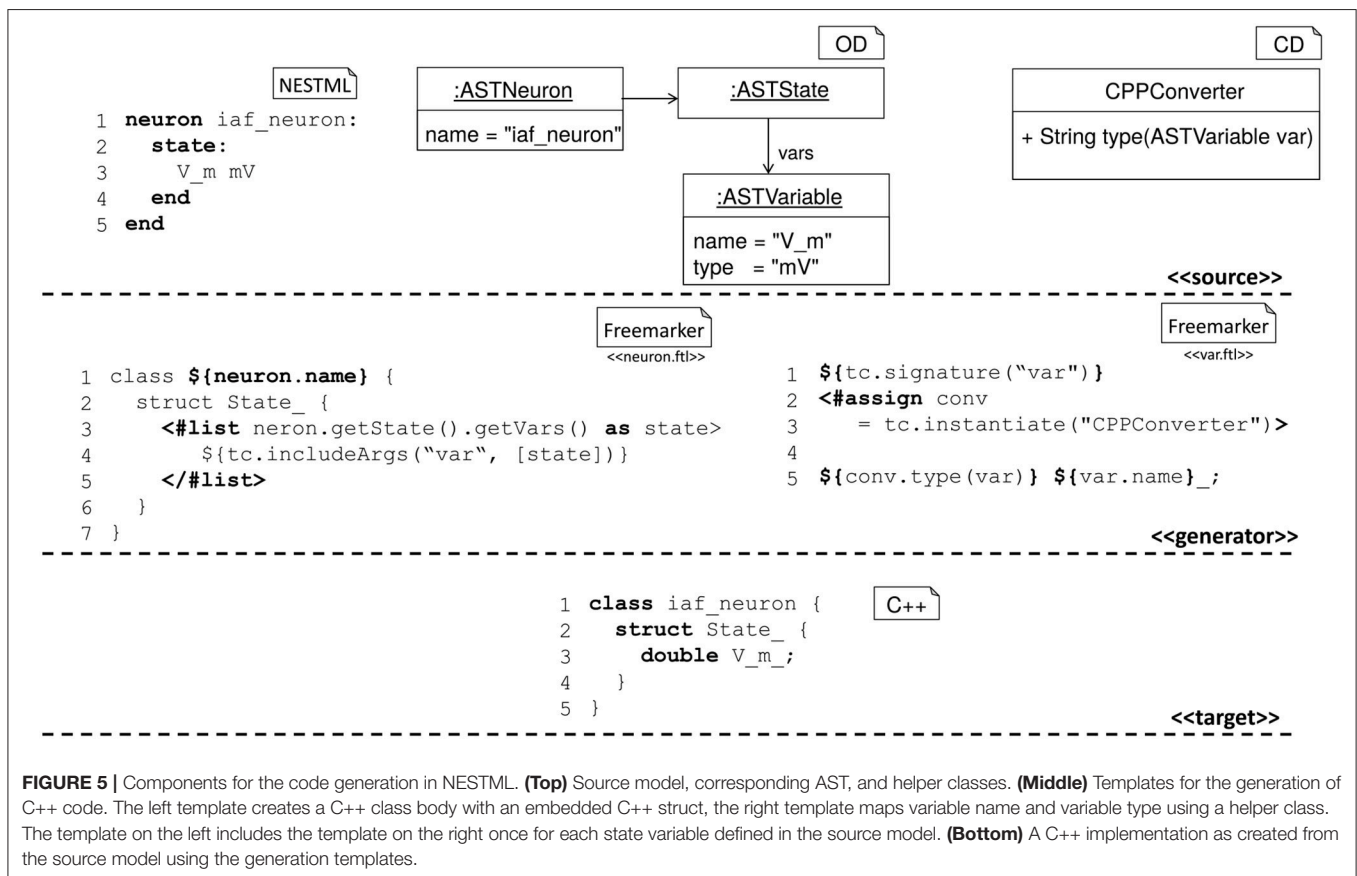 NESTML
1 neuron iaf_neuron:
2 state:
3 V_m mV
4 end
5 end
OD
:ASTNeuron
name = "iaf_neuron"
:ASTState
vars
:ASTVariable
name = "V_m"
type = "mV"
CD
CPPConverter
+ String type(ASTVariable var)
<<source>>
Freemarker
<<neuron.ftl>>
1 class ${neuron.name} {
2 struct State_ {
3 <#list neron.getState().getVars() as state>
4 ${tc.includeArgs(“var“, [state])}
5 </#list>
6 }
7 }
Freemarker
<<var.ftl>>
1 ${tc.signature(“var")}
2 <#assign conv
3 = tc.instantiate("CPPConverter")>
4
5 ${conv.type(var)} ${var.name}_;
<<generator>>
C++
1 class iaf_neuron {
2 struct State_ {
3 double V_m_;
4 }
5 }
<<target>>
FIGURE 5 | Components for the code generation in NESTML. (Top) Source model, corresponding AST, and helper classes. (Middle) Templates for the generation of
C++ code. The left template creates a C++ class body with an embedded C++ struct, the right template maps variable name and variable type using a helper class.
The template on the left includes the template on the right once for each state variable defined in the source model. (Bottom) A C++ implementation as created from
the source model using the generation templates.